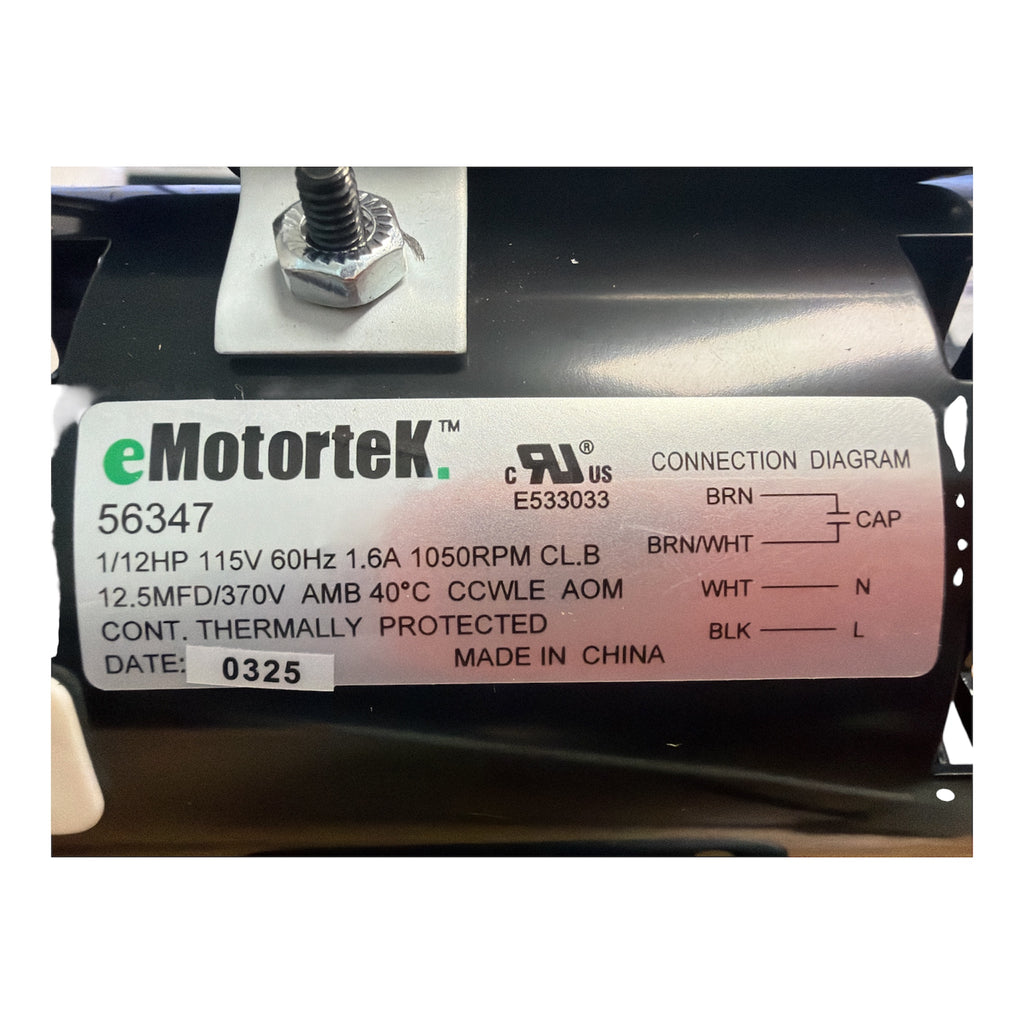 eMotorteK.™
c RU® US
E533033
56347
1/12HP 115V 60Hz 1.6A 1050RPM CL.B
12.5MFD/370V AMB 40°C CCWLE AOM
CONT. THERMALLY PROTECTED
DATE: 0325
MADE IN CHINA
CONNECTION DIAGRAM
BRN
CAP
BRN/WHT
WHT N
BLK L